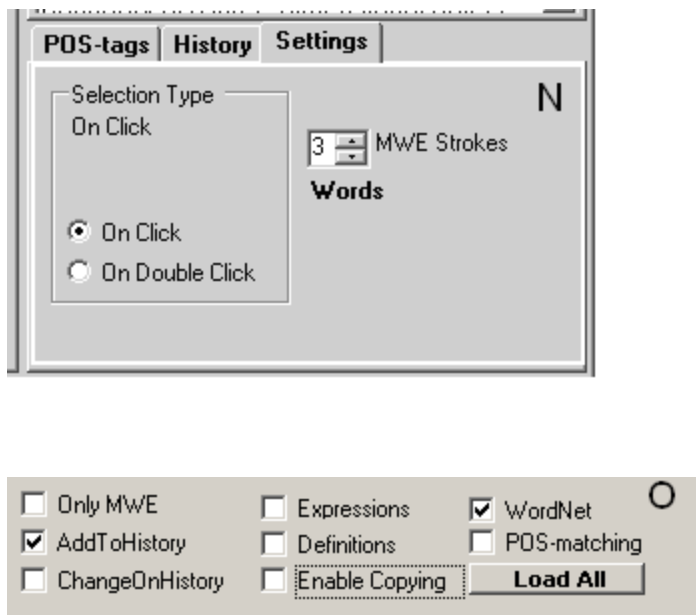 POS-tags History Settings
Selection Type
N
On Click
3 MWE Strokes
Words
On Click
On Double Click
Only MWE Expressions WordNet O
AddToHistory Definitions POS-matching
ChangeOnHistory Enable Copying Load All